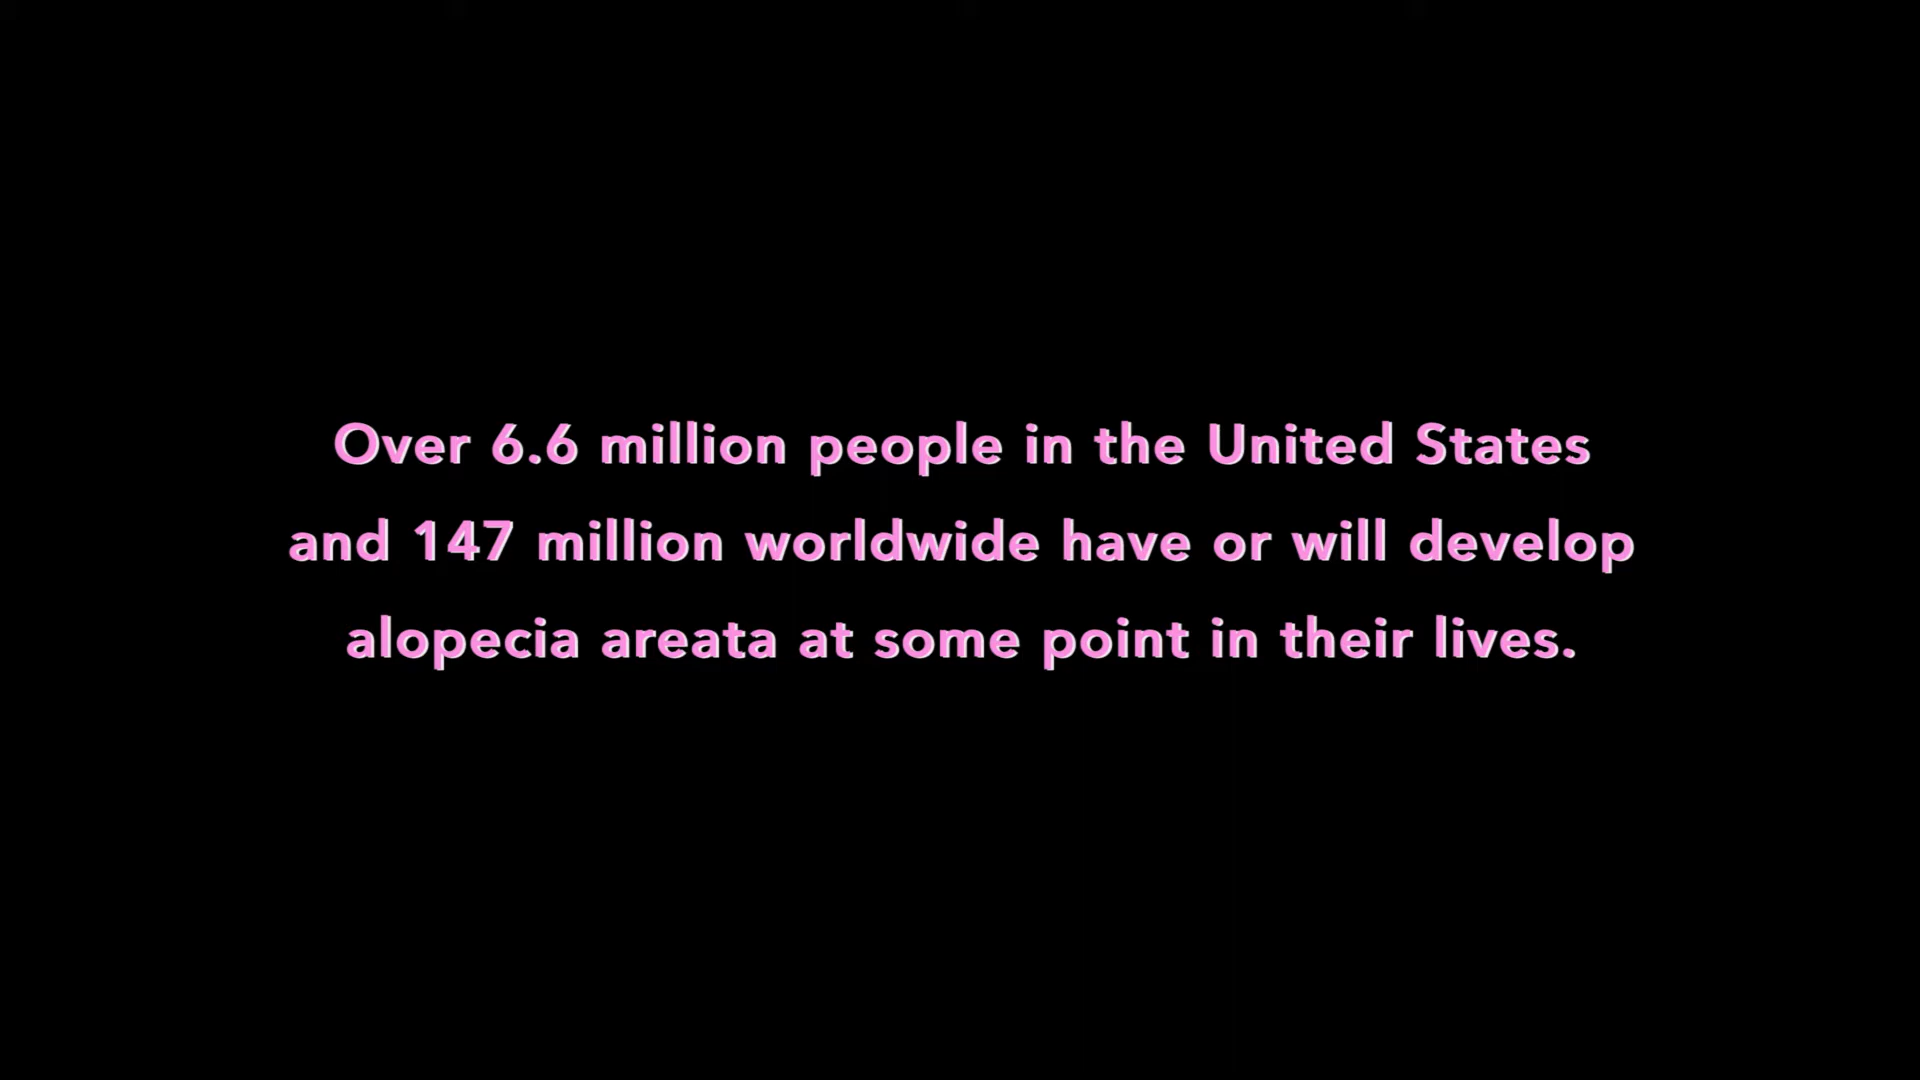 Over 6.6 million people in the United States
and 147 million worldwide have or will develop
alopecia areata at some point in their lives.